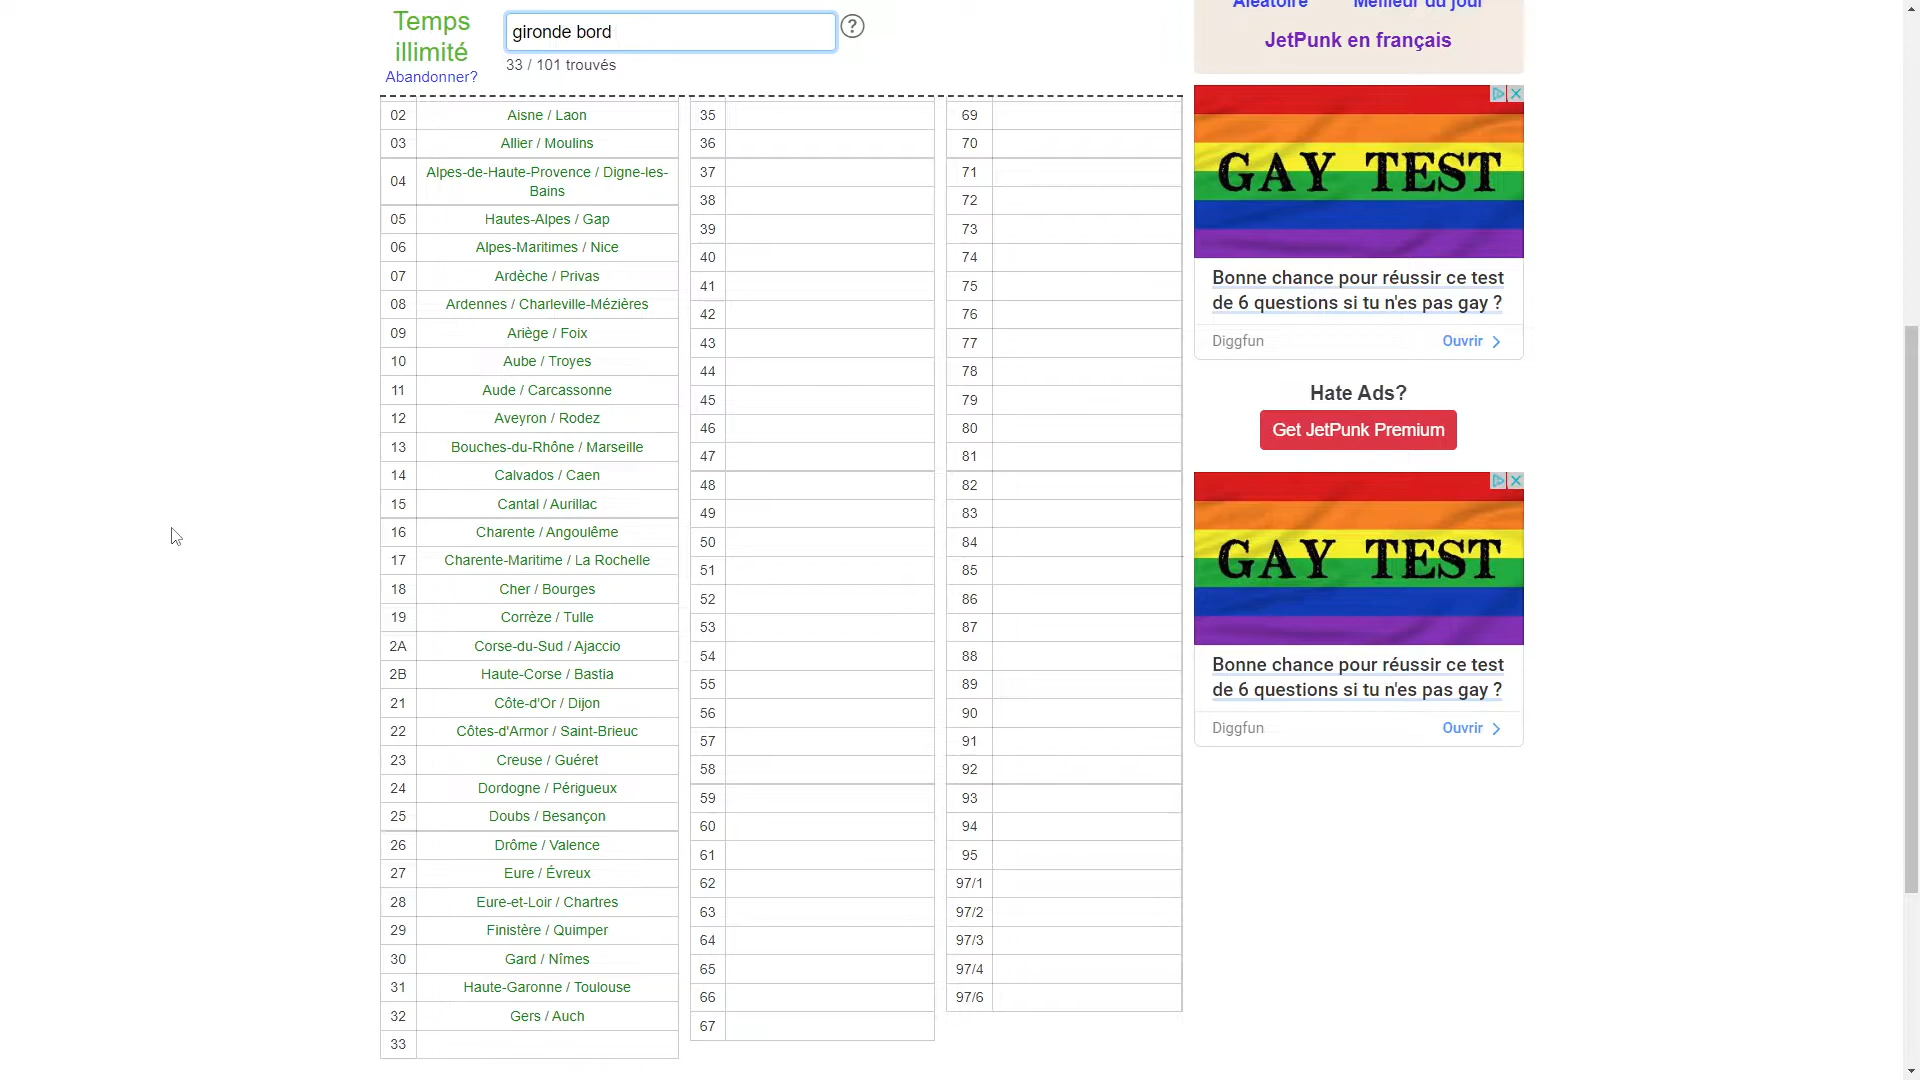 Temps
illimité
Abandonner?
gironde bord
?
33 / 101 trouvés
02 Aisne / Laon
03 Allier / Moulins
04 Alpes-de-Haute-Provence / Digne-les-
Bains
05 Hautes-Alpes / Gap
06 Alpes-Maritimes / Nice
07 Ardèche / Privas
08 Ardennes / Charleville-Mézières
09 Ariège / Foix
10 Aube / Troyes
11 Aude / Carcassonne
12 Aveyron / Rodez
13 Bouches-du-Rhône / Marseille
14 Calvados / Caen
15 Cantal / Aurillac
16 Charente / Angoulême
17 Charente-Maritime / La Rochelle
18 Cher / Bourges
19 Corrèze / Tulle
2A Corse-du-Sud / Ajaccio
2B Haute-Corse / Bastia
21 Côte-d'Or / Dijon
22 Côtes-d'Armor / Saint-Brieuc
23 Creuse / Guéret
24 Dordogne / Périgueux
25 Doubs / Besançon
26 Drôme / Valence
27 Eure / Évreux
28 Eure-et-Loir / Chartres
29 Finistère / Quimper
30 Gard / Nîmes
31 Haute-Garonne / Toulouse
32 Gers / Auch
33
35
36
37
38
39
40
41
42
43
44
45
46
47
48
49
50
51
52
53
54
55
56
57
58
59
60
61
62
63
64
65
66
67
69
70
71
72
73
74
75
76
77
78
79
80
81
82
83
84
85
86
87
88
89
90
91
92
93
94
95
97/1
97/2
97/3
97/4
97/6
Aléatoire Meilleur du jour
JetPunk en français
GAY TEST
Bonne chance pour réussir ce test
de 6 questions si tu n'es pas gay ?
Diggfun Ouvrir
Hate Ads?
Get JetPunk Premium
GAY TEST
Bonne chance pour réussir ce test
de 6 questions si tu n'es pas gay ?
Diggfun Ouvrir